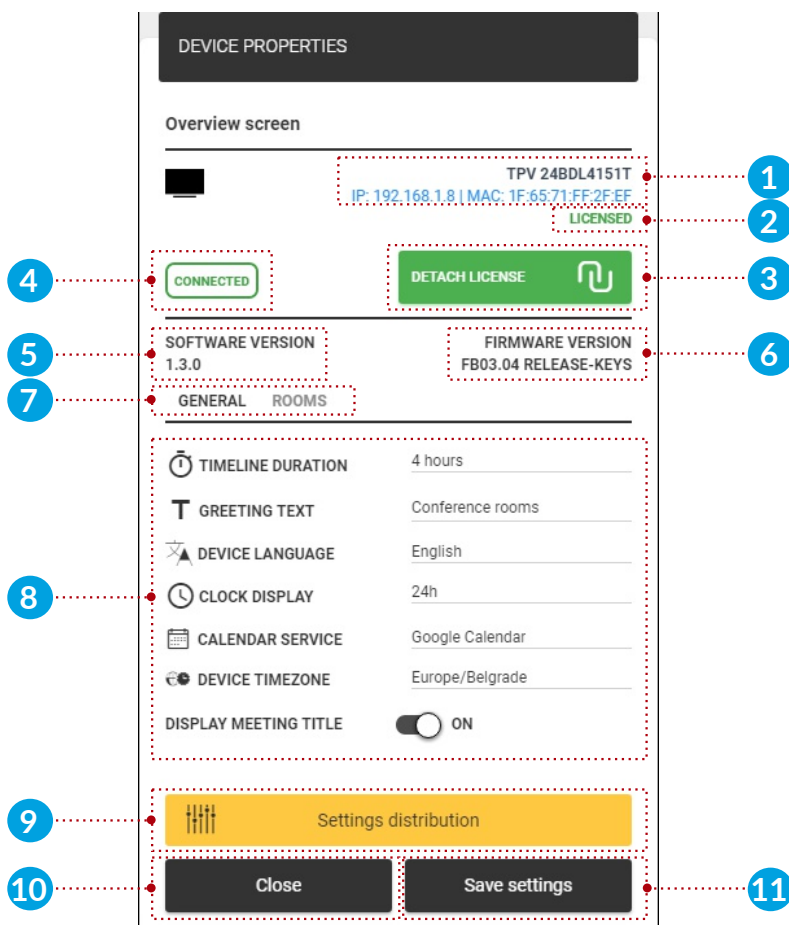 DEVICE PROPERTIES
Overview screen
TPV 24BDL4151T
1
IP: 192.168.1.8 | MAC: 1F:65:71:FF:2F:EF
LICENSED
2
4
CONNECTED
DETACH LICENSE
3
5
SOFTWARE VERSION
1.3.0
FIRMWARE VERSION
FB03.04 RELEASE-KEYS
6
7
GENERAL ROOMS
TIMELINE DURATION 4 hours
GREETING TEXT Conference rooms
DEVICE LANGUAGE English
8
CLOCK DISPLAY 24h
CALENDAR SERVICE Google Calendar
DEVICE TIMEZONE Europe/Belgrade
DISPLAY MEETING TITLE ON
9
Settings distribution
10
Close
Save settings
11